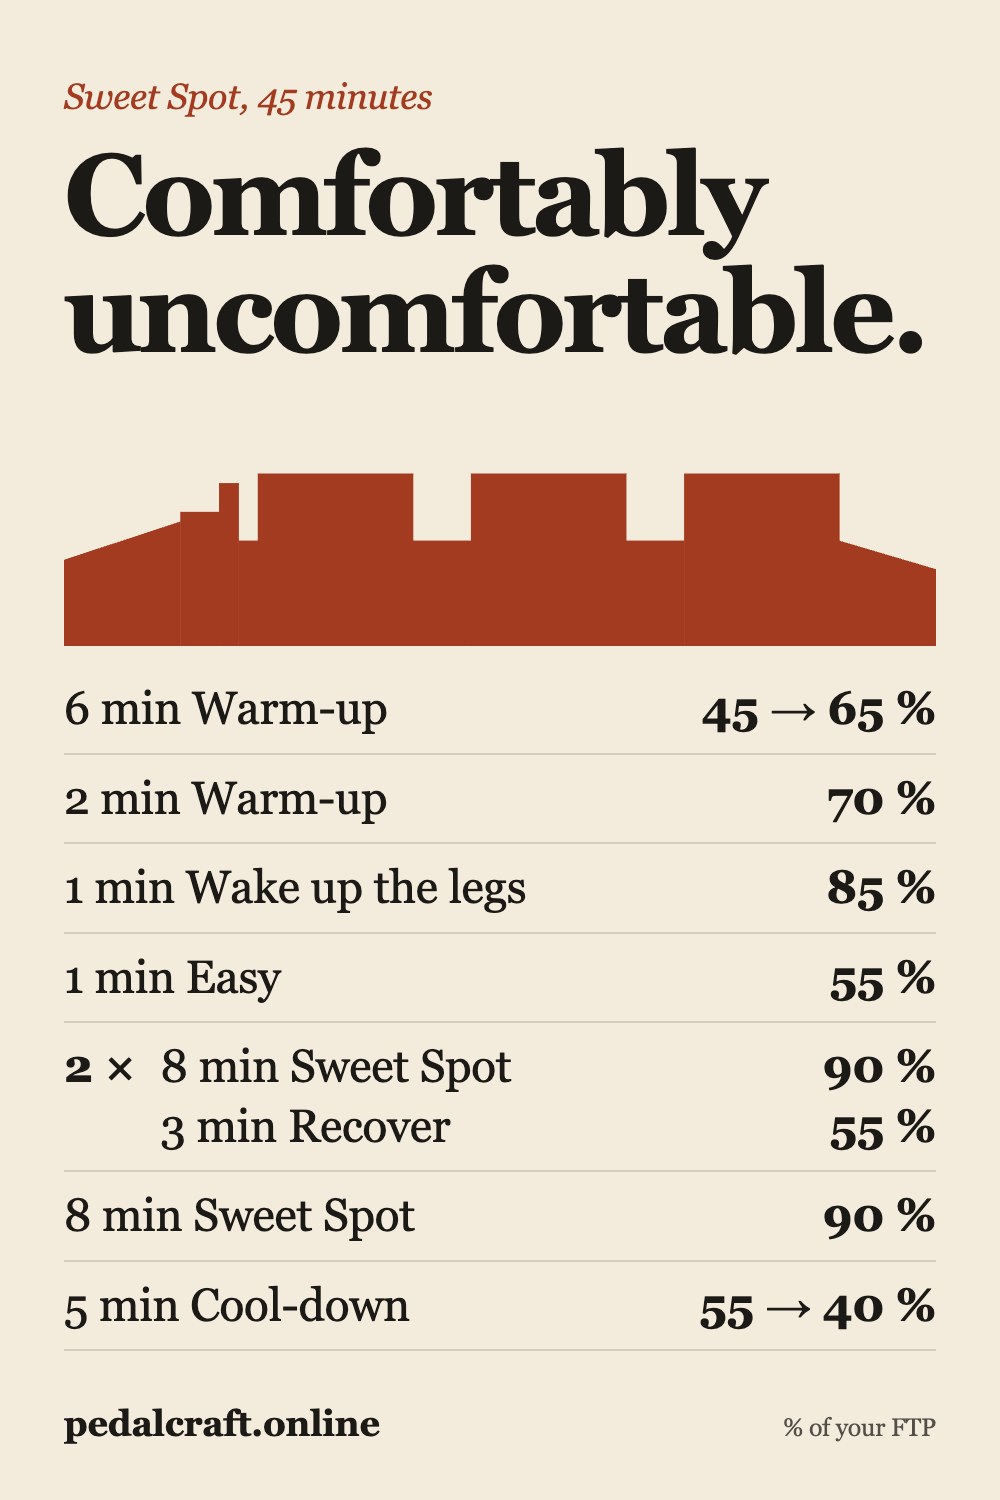 Sweet Spot, 45 minutes
Comfortably
uncomfortable.
6 min Warm-up 45 → 65 %
2 min Warm-up 70 %
1 min Wake up the legs 85 %
1 min Easy 55 %
2 × 8 min Sweet Spot 90 %
3 min Recover 55 %
8 min Sweet Spot 90 %
5 min Cool-down 55 → 40 %
pedalcraft.online % of your FTP